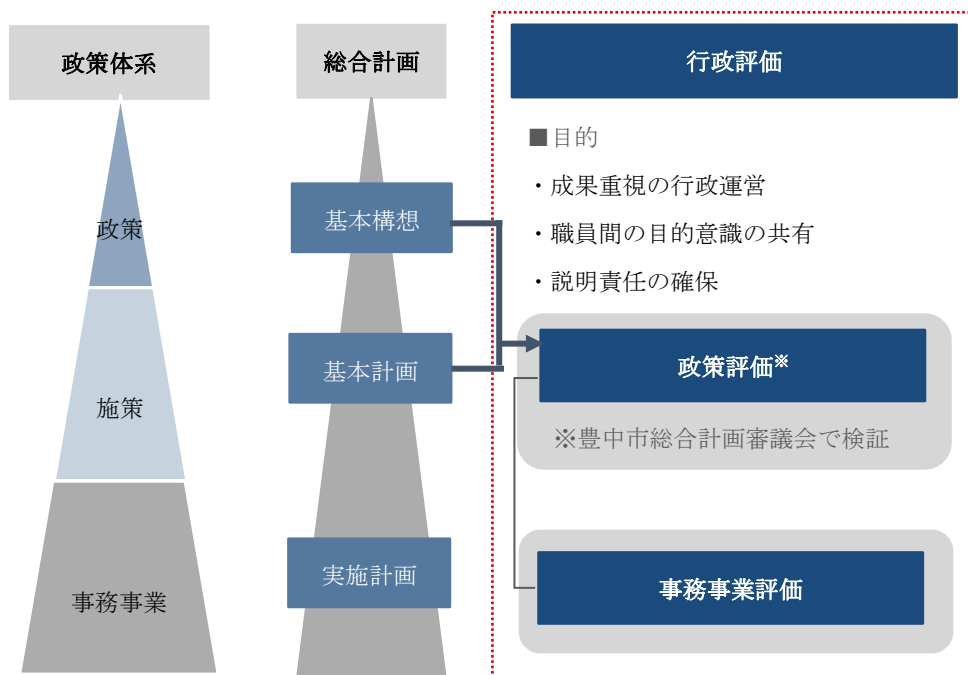 政策体系
政策
施策
事務事業
総合計画
基本構想
基本計画
実施計画
行政評価
■目的
・成果重視の行政運営
・職員間の目的意識の共有
・説明責任の確保
政策評価※
※豊中市総合計画審議会で検証
事務事業評価